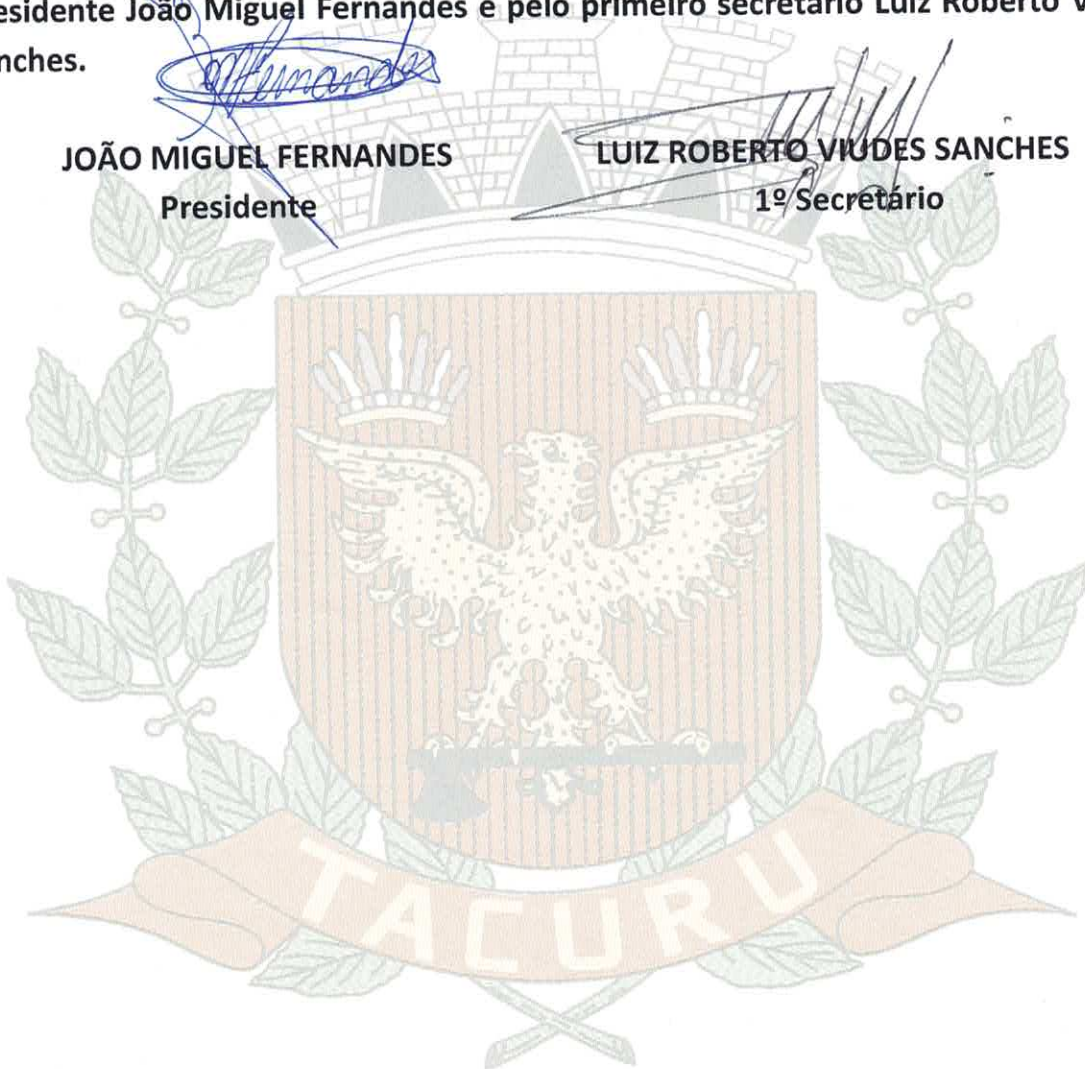 esidente João Miguel Fernandes e pelo primeiro secretário Luiz Roberto V
nches.
JOÃO MIGUEL FERNANDES
LUIZ ROBERTO VIUDES SANCHES
Presidente
1º Secretário
TACURU